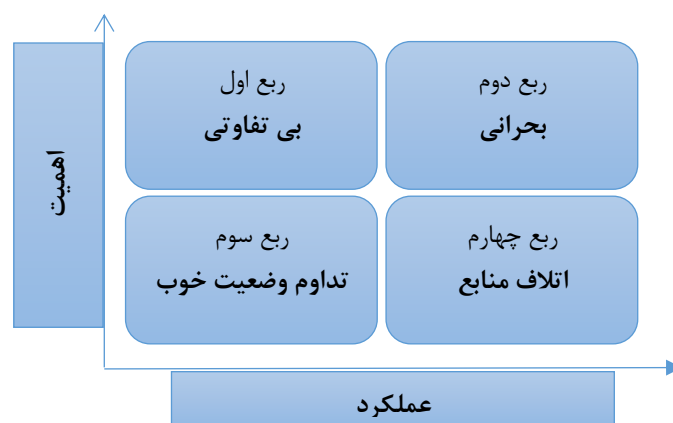 ربع اول
بی تفاوتی
ربع دوم
بحرانی
اهمیت
ربع سوم
تداوم وضعیت خوب
ربع چهارم
اتلاف منابع
عملکرد